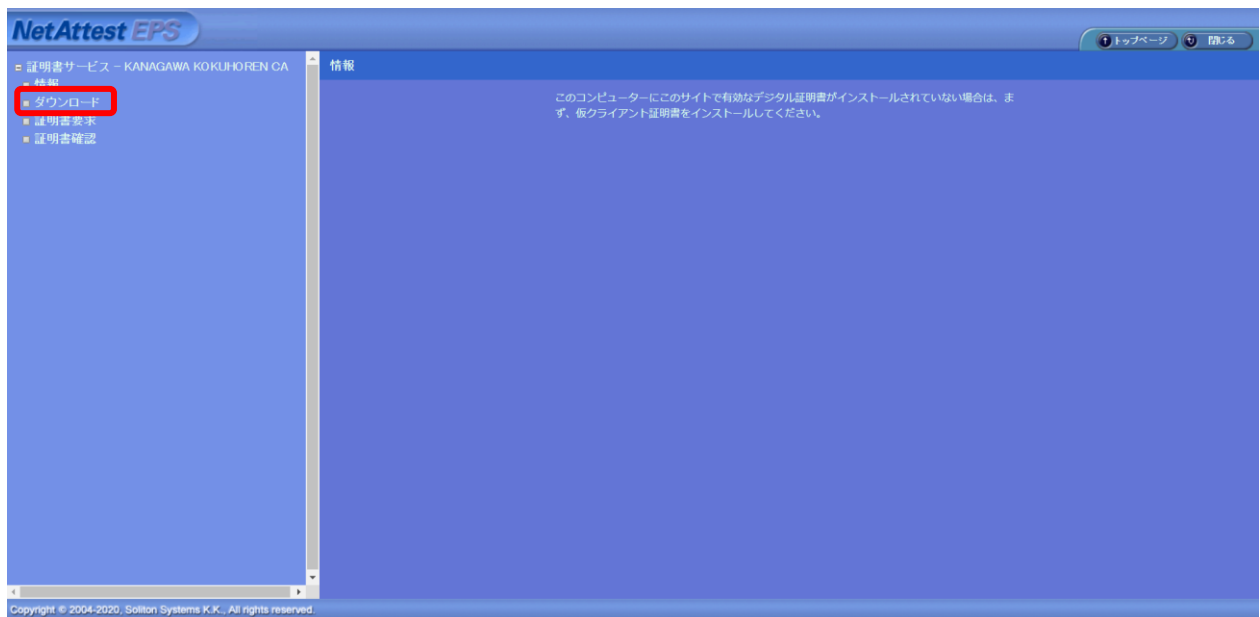 NetAttest EPS
トップページ 閉じる
証明書サービス - KANAGAWA KOKUHOREN CA
情報
ダウンロード
証明書要求
証明書確認
情報
このコンピューターにこのサイトで有効なデジタル証明書がインストールされていない場合は、ま
ず、仮クライアント証明書をインストールしてください。
Copyright © 2004-2020, Soliton Systems K.K., All rights reserved.